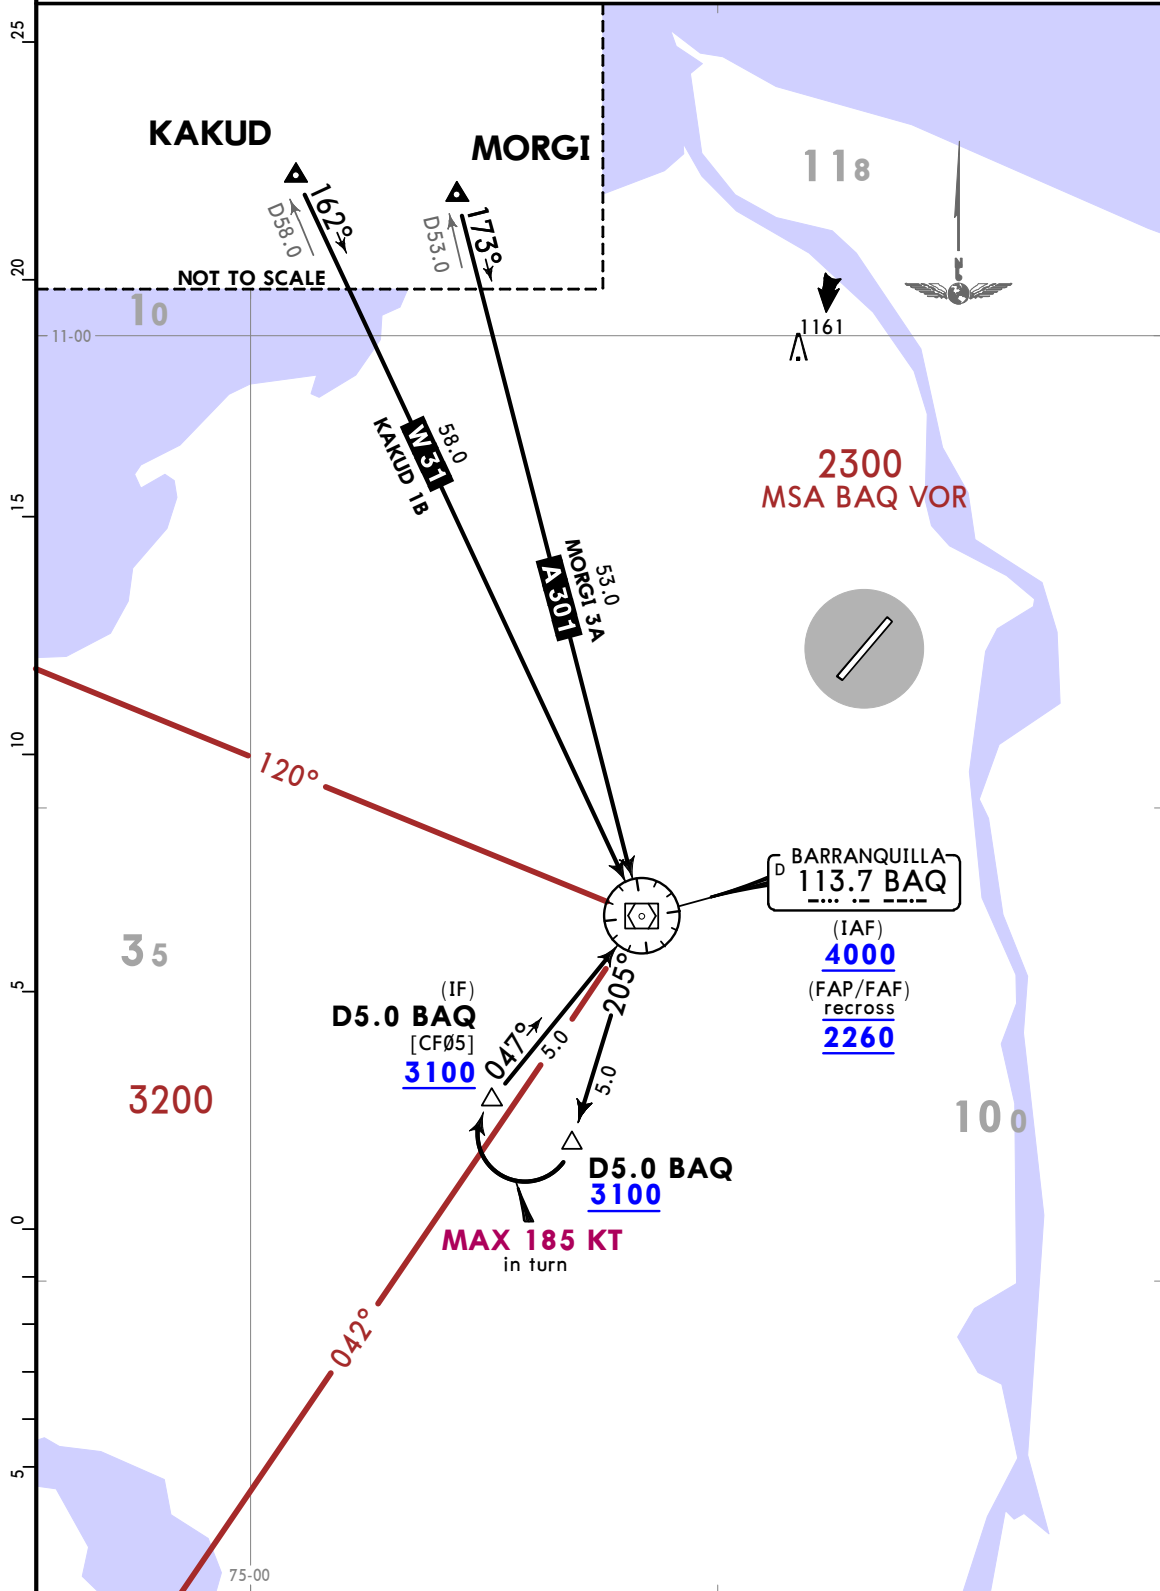 25
KAKUD
MORGI
118
162°
D58.0
173°
D53.0
N
20
NOT TO SCALE
10
11-00
1161
58.0
W 31
KAKUD 1B
2300
MSA BAQ VOR
15
53.0
MORGI 3A
A 301
10
120°
BARRANQUILLA
D
113.7 BAQ
(IAF)
4000
(FAP/FAF)
recross
2260
35
5
(IF)
D5.0 BAQ
[CFØ5]
3100
047°
5.0
205°
5.0
3200
100
D5.0 BAQ
3100
0
MAX 185 KT
in turn
042°
5
75-00